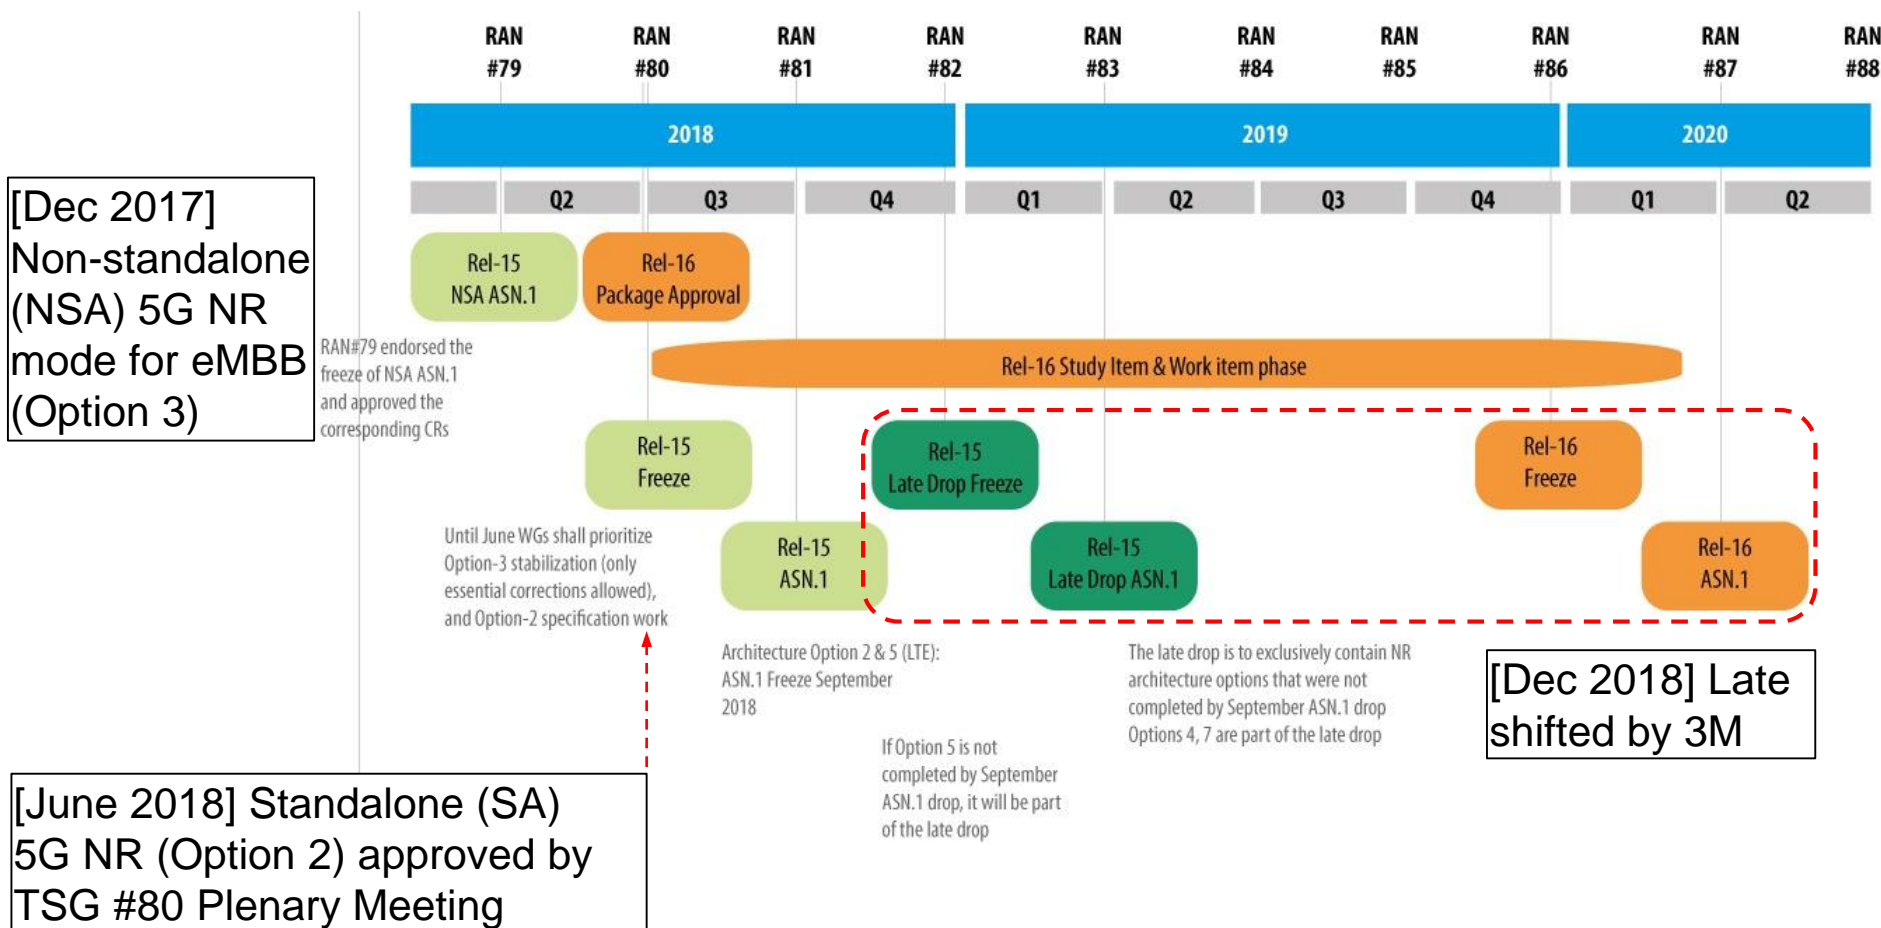 RAN RAN RAN RAN RAN RAN RAN RAN RAN RAN
#79 #80 #81 #82 #83 #84 #85 #86 #87 #88
2018 2019 2020
Q2 Q3 Q4 Q1 Q2 Q3 Q4 Q1 Q2
[Dec 2017]
Non-standalone
(NSA) 5G NR
mode for eMBB
(Option 3)
Rel-15
NSA ASN.1
Rel-16
Package Approval
RAN#79 endorsed the
freeze of NSA ASN.1
and approved the
corresponding CRs
Rel-16 Study Item & Work item phase
Rel-15
Freeze
Rel-15
Late Drop Freeze
Rel-16
Freeze
Until June WGs shall prioritize
Option-3 stabilization (only
essential corrections allowed),
and Option-2 specification work
Rel-15
ASN.1
Rel-15
Late Drop ASN.1
Rel-16
ASN.1
Architecture Option 2 & 5 (LTE):
ASN.1 Freeze September
2018
The late drop is to exclusively contain NR
architecture options that were not
completed by September ASN.1 drop
Options 4, 7 are part of the late drop
[Dec 2018] Late
shifted by 3M
If Option 5 is not
completed by September
ASN.1 drop, it will be part
of the late drop
[June 2018] Standalone (SA)
5G NR (Option 2) approved by
TSG #80 Plenary Meeting